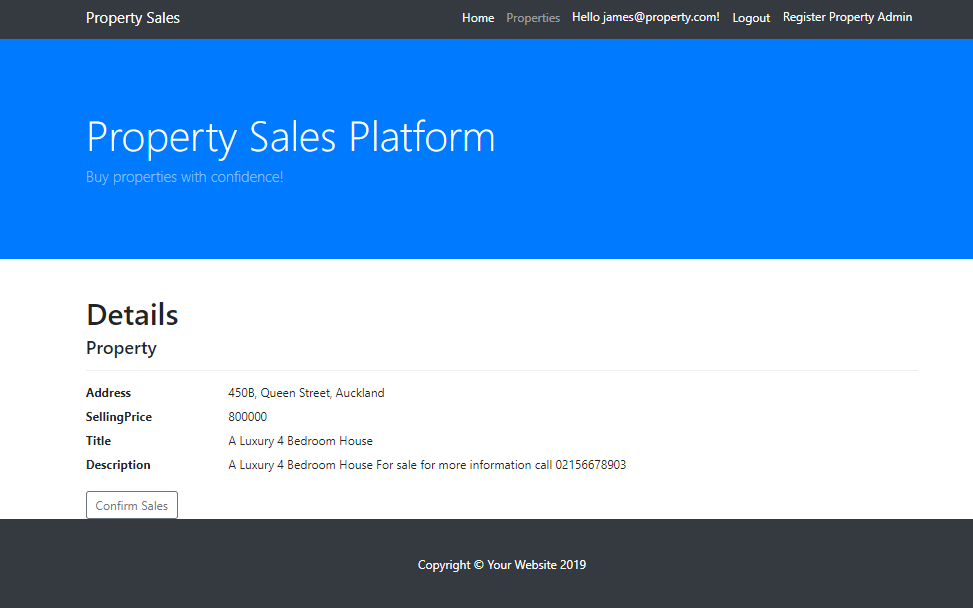 Property Sales Home Properties Hello james@property.com! Logout Register Property Admin
Property Sales Platform
Buy properties with confidence!
Details
Property
Address 450B, Queen Street, Auckland
SellingPrice 800000
Title A Luxury 4 Bedroom House
Description A Luxury 4 Bedroom House For sale for more information call 02156678903
Confirm Sales
Copyright © Your Website 2019